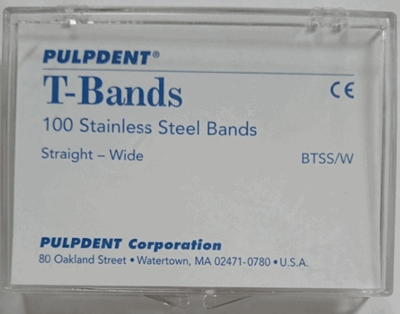 PULPDENT®
T-Bands
CE
100 Stainless Steel Bands
Straight – Wide
BTSS/W
PULPDENT Corporation
80 Oakland Street • Watertown, MA 02471-0780 • U.S.A.